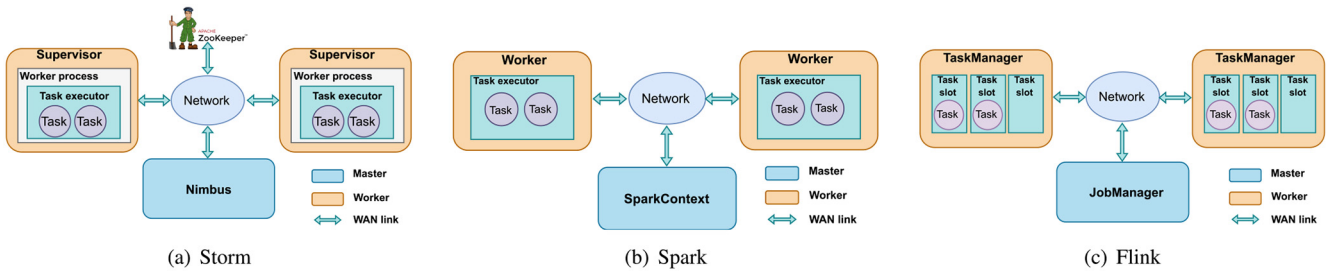 APACHE
ZooKeeper™
Supervisor
Worker process
Task executor
Task Task
Network
Supervisor
Worker process
Task executor
Task Task
Nimbus
Master
Worker
WAN link
(a) Storm
Worker
Task executor
Task Task
Network
Worker
Task executor
Task Task
SparkContext
Master
Worker
WAN link
(b) Spark
TaskManager
Task Task Task
slot slot slot
Task Task
Network
TaskManager
Task Task Task
slot slot slot
Task Task
JobManager
Master
Worker
WAN link
(c) Flink